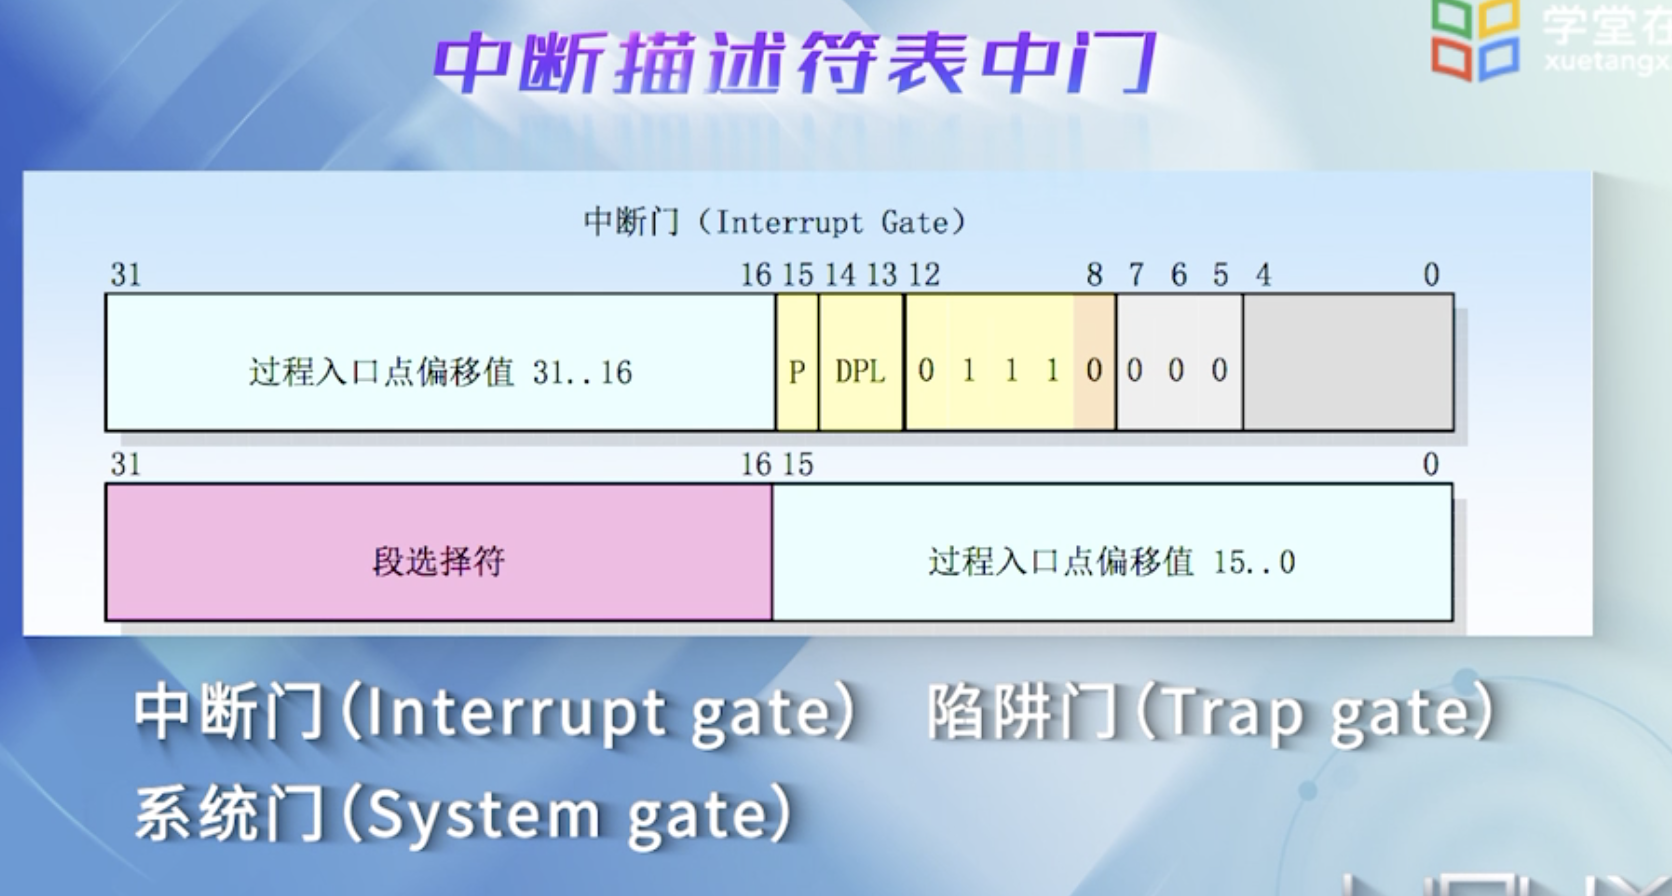 中断描述符表中门
学堂在
xuetangx
中断门（Interrupt Gate）
31 16 15 14 13 12 8 7 6 5 4 0
过程入口点偏移值 31..16 P DPL 0 1 1 1 0 0 0 0
31 16 15 0
段选择符 过程入口点偏移值 15..0
中断门（Interrupt gate） 陷阱门（Trap gate）
系统门（System gate）